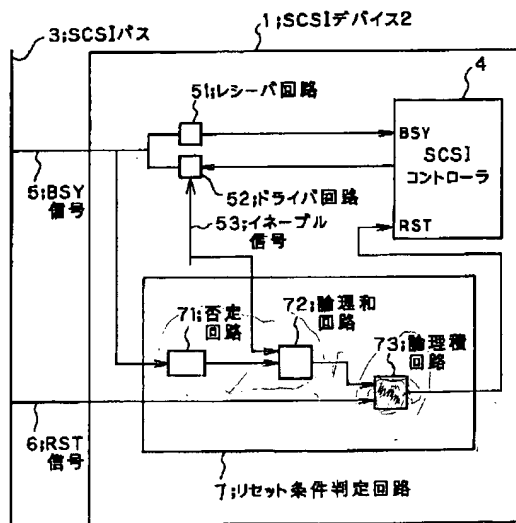 3;SCSIバス
1;SCSIデバイス2
51;レシーバ回路
4
BSY
SCSI
コントローラ
RST
5;BSY
信号
52;ドライバ回路
53;イネーブル
信号
71;否定
回路
72;論理和
回路
73;論理積
回路
6;RST
信号
7;リセット条件判定回路